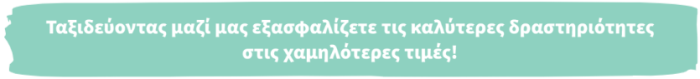 Ταξιδεύοντας μαζί μας εξασφαλίζετε τις καλύτερες δραστηριότητες
στις χαμηλότερες τιμές!